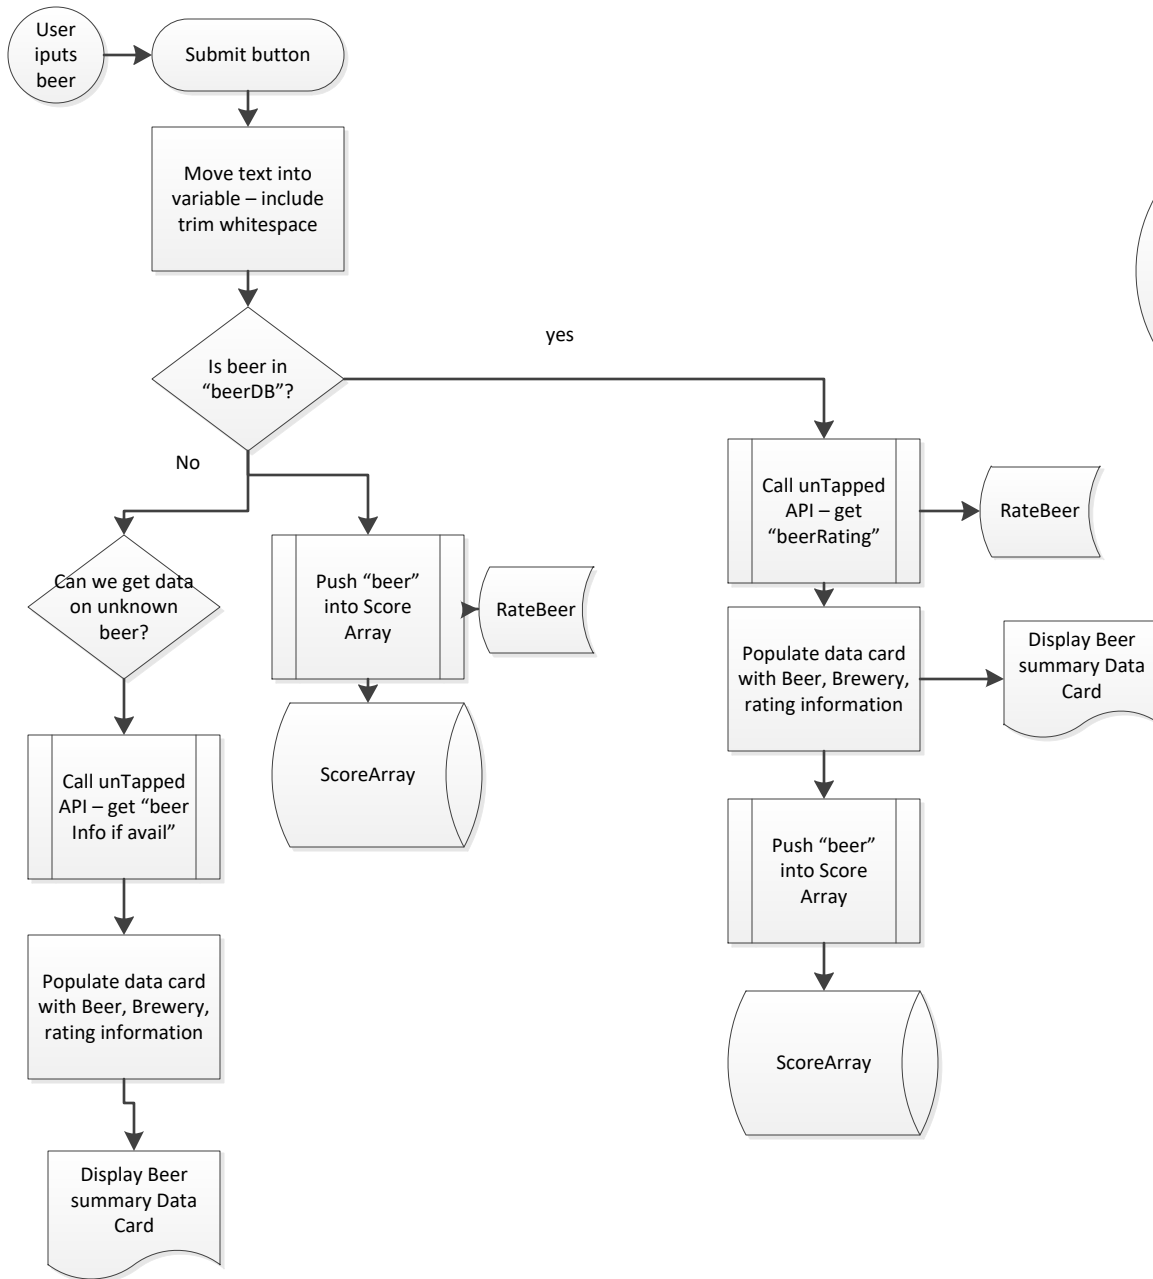 User
iputs
beer
Submit button
Move text into
variable – include
trim whitespace
Is beer in
“beerDB”?
yes
No
Can we get data
on unknown
beer?
Push “beer”
into Score
Array
RateBeer
ScoreArray
Call unTapped
API – get “beer
Info if avail”
Populate data card
with Beer, Brewery,
rating information
Display Beer
summary Data
Card
Call unTapped
API – get
“beerRating”
RateBeer
Populate data card
with Beer, Brewery,
rating information
Display Beer
summary Data
Card
Push “beer”
into Score
Array
ScoreArray